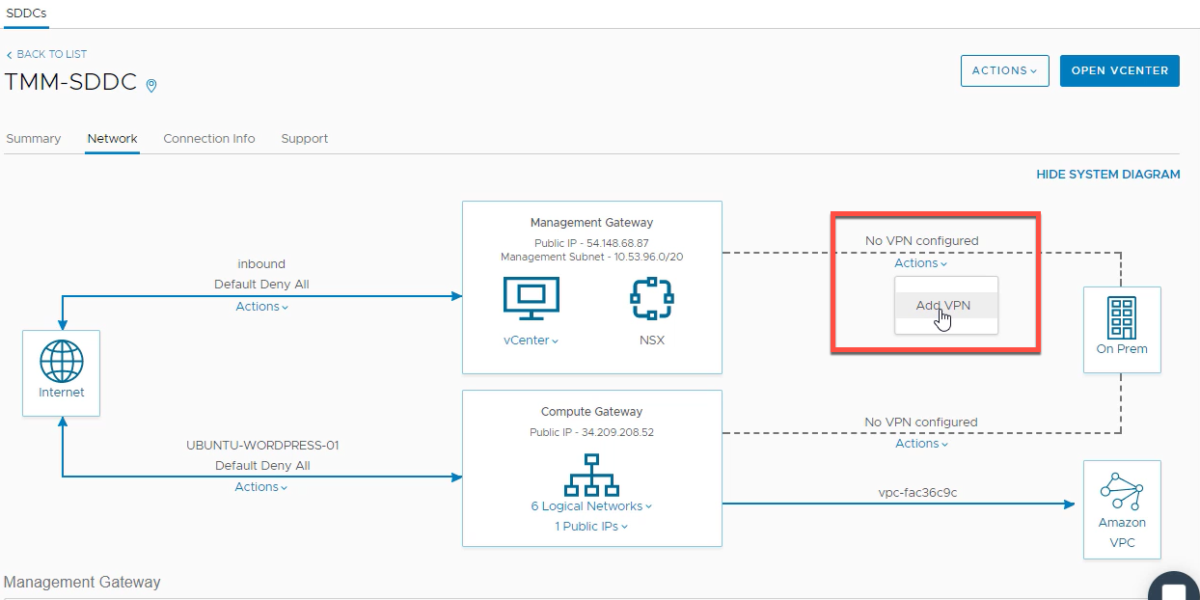 SDDCs
BACK TO LIST
TMM-SDDC
ACTIONS
OPEN VCENTER
Summary
Network
Connection Info
Support
HIDE SYSTEM DIAGRAM
Management Gateway
Public IP - 54.148.68.87
Management Subnet - 10.53.96.0/20
vCenter
NSX
inbound
Default Deny All
Actions
No VPN configured
Actions
Add VPN
On Prem
Internet
UBUNTU-WORDPRESS-01
Default Deny All
Actions
Compute Gateway
Public IP - 34.209.208.52
6 Logical Networks
1 Public IPs
No VPN configured
Actions
vpc-fac36c9c
Amazon
VPC
Management Gateway